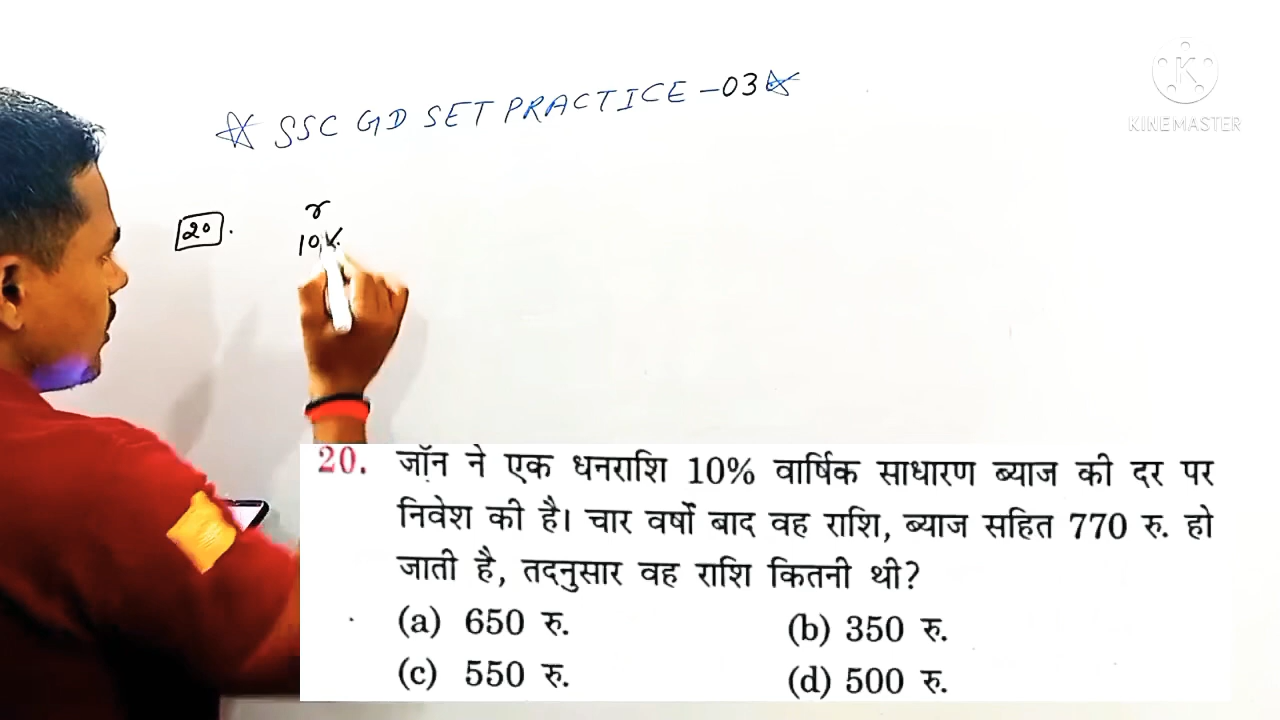 ☆ SSC GD SET PRACTICE -03 ☆
KINEMASTER
20.
r
10%
20. जॉन ने एक धनराशि 10% वार्षिक साधारण ब्याज की दर पर
निवेश की है। चार वर्षों बाद वह राशि, ब्याज सहित 770 रु. हो
जाती है, तदनुसार वह राशि कितनी थी?
(a) 650 रु. (b) 350 रु.
(c) 550 रु. (d) 500 रु.